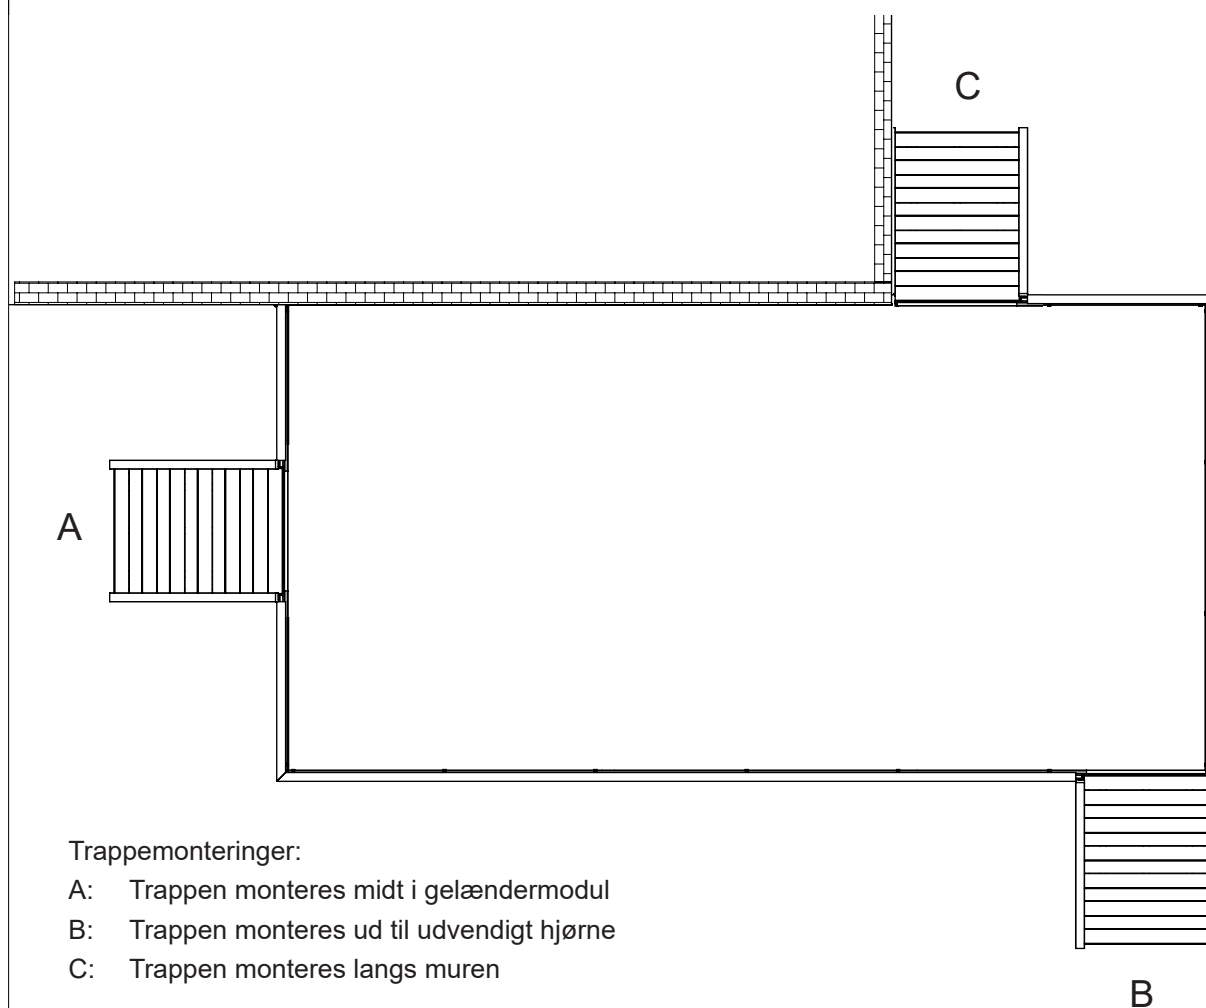 C
A
Trappemonteringer:
A: Trappen monteres midt i gelændermodul
B: Trappen monteres ud til udvendigt hjørne
C: Trappen monteres langs muren
B